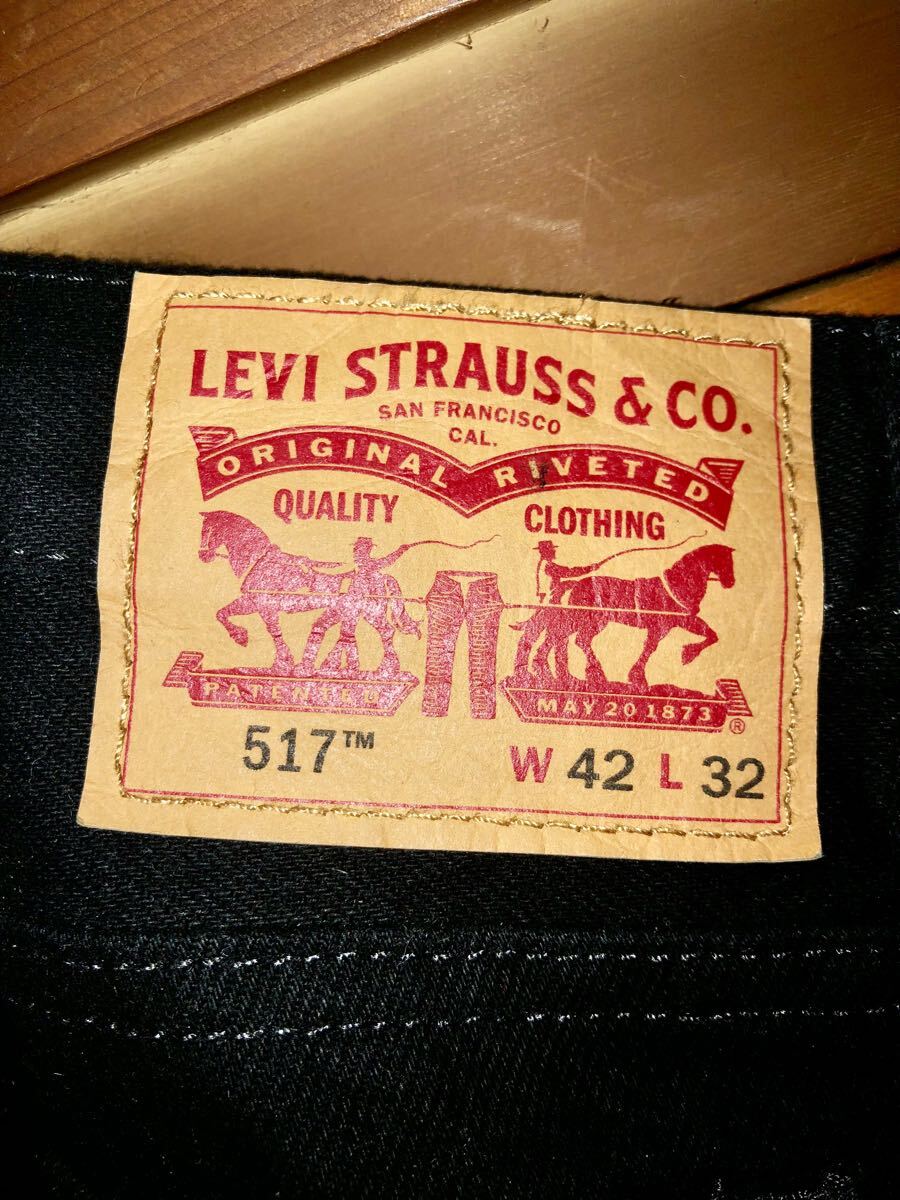 LEVI STRAUSS & CO.
SAN FRANCISCO
CAL.
ORIGINAL RIVETED
QUALITY CLOTHING
PATENTED MAY 20 1873 ®
517™ W 42 L 32